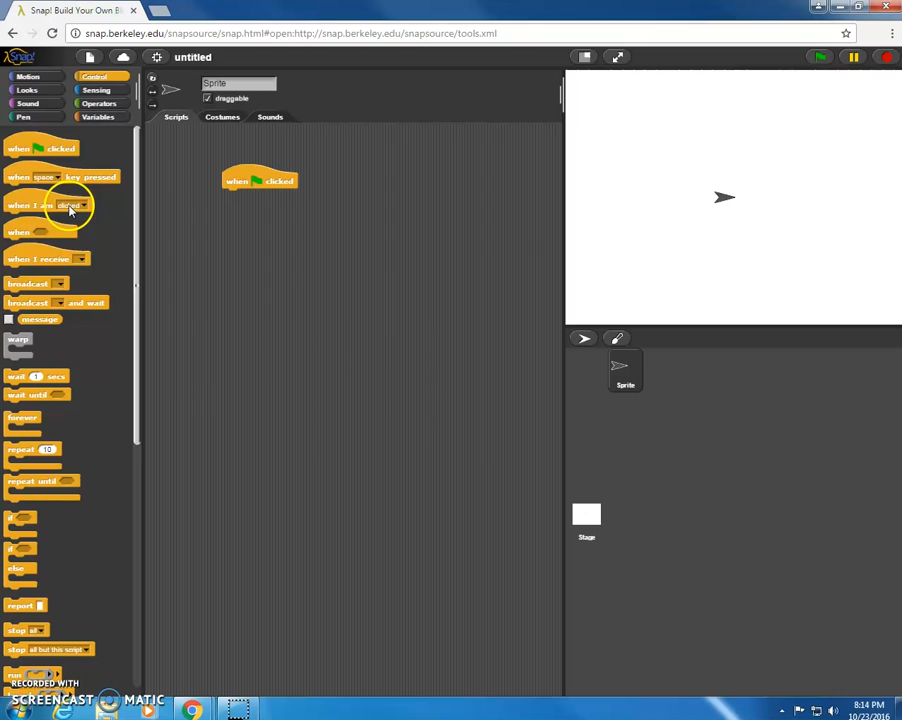 Snap! Build Your Own Bl
snap.berkeley.edu/snapsource/snap.html#open:http://snap.berkeley.edu/snapsource/tools.xml
Snap!
untitled
Motion
Control
Looks
Sensing
Sound
Operators
Pen
Variables
Sprite
draggable
Scripts
Costumes
Sounds
when clicked
when space key pressed
when I am clicked
when
when I receive
broadcast
broadcast and wait
message
warp
wait 1 secs
wait until
forever
repeat 10
repeat until
if
if
else
report
stop all
stop all but this script
run
when clicked
Sprite
Stage
RECORDED WITH
SCREENCAST MATIC
8:14 PM
10/23/2016